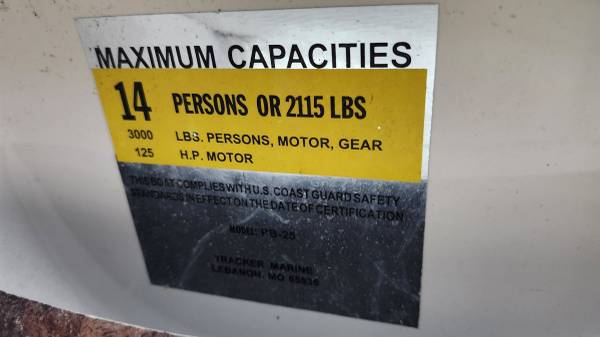 MAXIMUM CAPACITIES
14 PERSONS OR 2115 LBS
3000 LBS. PERSONS, MOTOR, GEAR
125 H.P. MOTOR
THIS BOAT COMPLIES WITH U.S. COAST GUARD SAFETY
STANDARDS IN EFFECT ON THE DATE OF CERTIFICATION
MODEL: PB-25
TRACKER MARINE
LEBANON, MO 65536